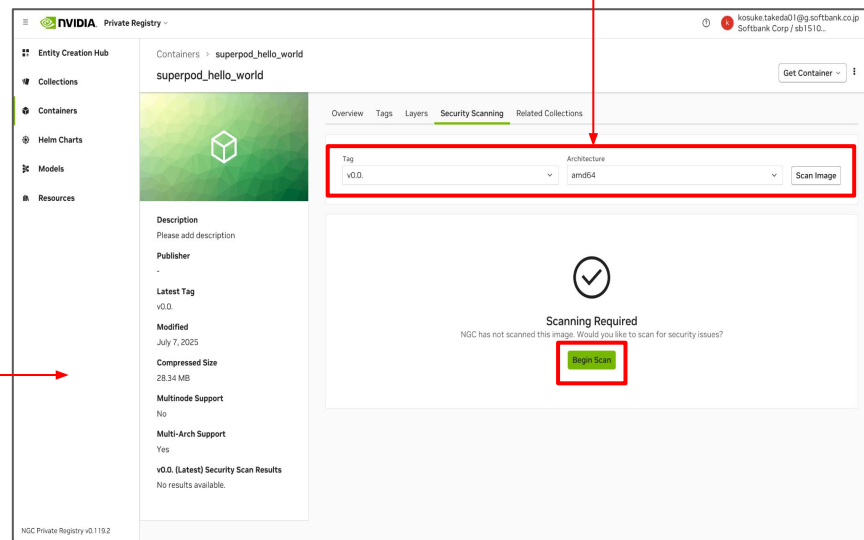 NVIDIA. Private Registry
kosuke.takeda01@g.softbank.co.jp
k
Softbank Corp / sb1510...
Entity Creation Hub
Collections
Containers
Helm Charts
Models
Resources
NGC Private Registry v0.119.2
Containers > superpod_hello_world
superpod_hello_world
Get Container
Description
Please add description
Publisher
-
Latest Tag
v0.0.
Modified
July 7, 2025
Compressed Size
28.34 MB
Multinode Support
No
Multi-Arch Support
Yes
v0.0. (Latest) Security Scan Results
No results available.
Overview Tags Layers Security Scanning Related Collections
Tag Architecture
v0.0. amd64 Scan Image
Scanning Required
NGC has not scanned this image. Would you like to scan for security issues?
Begin Scan